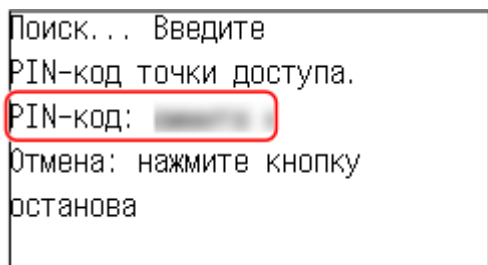 Поиск... Введите
PIN-код точки доступа.
PIN-код:
Отмена: нажмите кнопку
останова